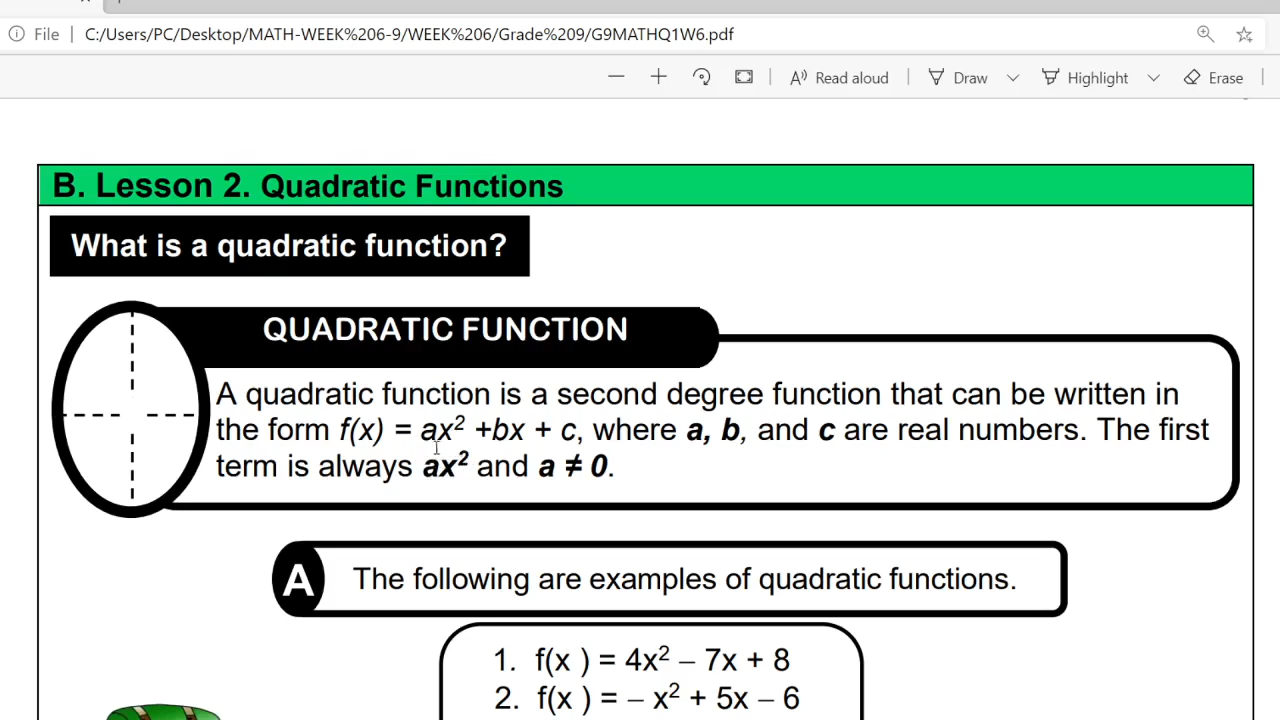 File
C:/Users/PC/Desktop/MATH-WEEK%206-9/WEEK%206/Grade%209/G9MATHQ1W6.pdf
Read aloud
Draw
Highlight
Erase
B. Lesson 2. Quadratic Functions
What is a quadratic function?
QUADRATIC FUNCTION
A quadratic function is a second degree function that can be written in
the form f(x) = ax² +bx + c, where a, b, and c are real numbers. The first
term is always ax² and a ≠ 0.
A
The following are examples of quadratic functions.
1. f(x ) = 4x² – 7x + 8
2. f(x ) = – x² + 5x – 6